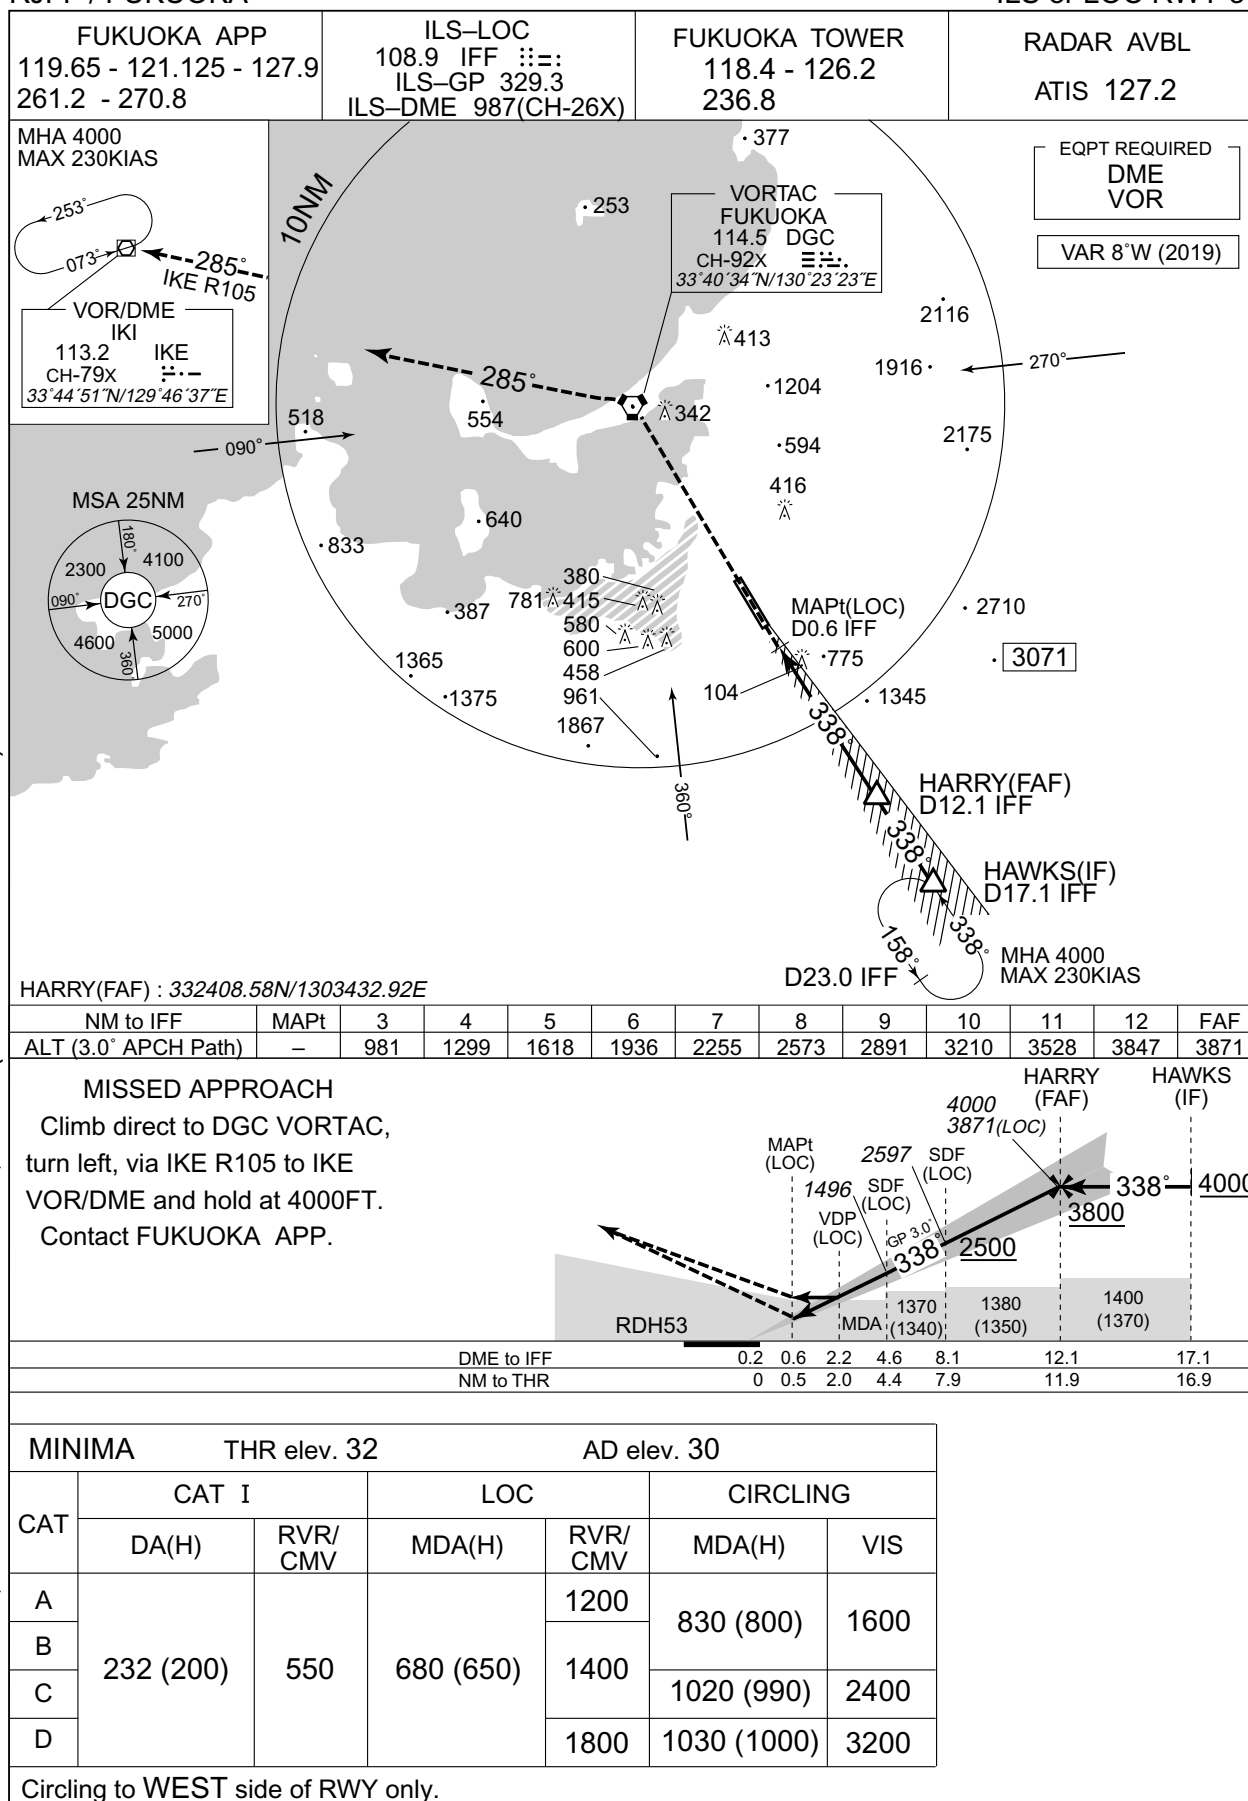 FUKUOKA APP
119.65 - 121.125 - 127.9
261.2 - 270.8
ILS–LOC
108.9 IFF
ILS–GP 329.3
ILS–DME 987(CH-26X)
FUKUOKA TOWER
118.4 - 126.2
236.8
RADAR AVBL
ATIS 127.2
MHA 4000
MAX 230KIAS
253°
073°
285°
IKE R105
VOR/DME
IKI
113.2 IKE
CH-79X
33°44´51˝N/129°46´37˝E
10NM
377
253
VORTAC
FUKUOKA
114.5 DGC
CH-92X
33°40´34˝N/130°23´23˝E
EQPT REQUIRED
DME
VOR
VAR 8°W (2019)
2116
413
1916
270°
285°
1204
518
554
342
090°
594
2175
416
MSA 25NM
180°
2300
4100
090°
DGC
270°
4600
5000
360°
640
833
380
781
415
387
580
600
458
961
1365
1375
1867
MAPt(LOC)
D0.6 IFF
775
104
2710
3071
1345
338°
360°
HARRY(FAF)
D12.1 IFF
338°
HAWKS(IF)
D17.1 IFF
158°
338°
MHA 4000
MAX 230KIAS
D23.0 IFF
HARRY(FAF) : 332408.58N/1303432.92E
NM to IFF MAPt 3 4 5 6 7 8 9 10 11 12 FAF
ALT (3.0° APCH Path) – 981 1299 1618 1936 2255 2573 2891 3210 3528 3847 3871
MISSED APPROACH
Climb direct to DGC VORTAC,
turn left, via IKE R105 to IKE
VOR/DME and hold at 4000FT.
Contact FUKUOKA APP.
HARRY
(FAF)
HAWKS
(IF)
4000
3871(LOC)
MAPt
(LOC)
2597
SDF
(LOC)
1496
SDF
(LOC)
VDP
(LOC)
GP 3.0°
338°
338°
4000
3800
2500
RDH53
MDA
1370
(1340)
1380
(1350)
1400
(1370)
DME to IFF 0.2 0.6 2.2 4.6 8.1 12.1 17.1
NM to THR 0 0.5 2.0 4.4 7.9 11.9 16.9
MINIMA THR elev. 32 AD elev. 30
CAT CAT I LOC CIRCLING
DA(H) RVR/CMV MDA(H) RVR/CMV MDA(H) VIS
A 232 (200) 550 680 (650) 1200 830 (800) 1600
B 1400
C 1020 (990) 2400
D 1800 1030 (1000) 3200
Circling to WEST side of RWY only.